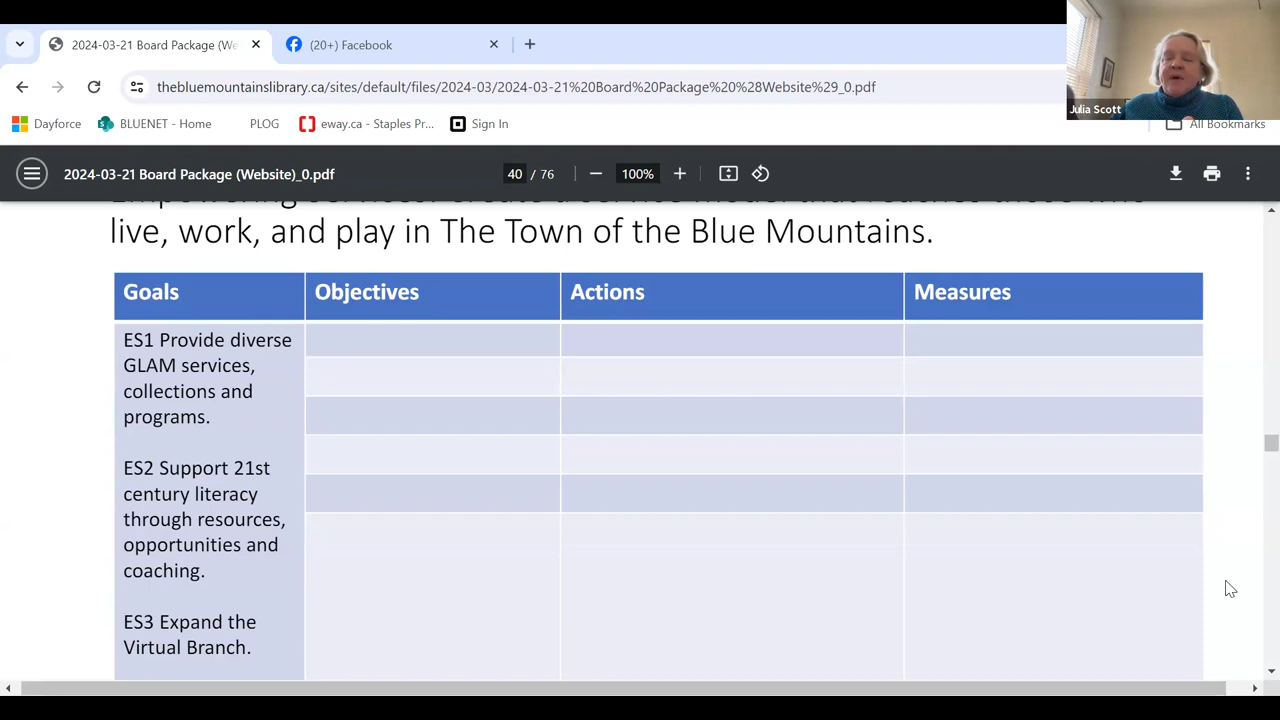 2024-03-21 Board Package (We
(20+) Facebook
thebluemountainslibrary.ca/sites/default/files/2024-03/2024-03-21%20Board%20Package%20%28Website%29_0.pdf
Julia Scott
Dayforce
BLUENET - Home
PLOG
eway.ca - Staples Pr...
Sign In
All Bookmarks
2024-03-21 Board Package (Website)_0.pdf
40 / 76
100%
live, work, and play in The Town of the Blue Mountains.
Goals Objectives Actions Measures
ES1 Provide diverse
GLAM services,
collections and
programs.
ES2 Support 21st
century literacy
through resources,
opportunities and
coaching.
ES3 Expand the
Virtual Branch.